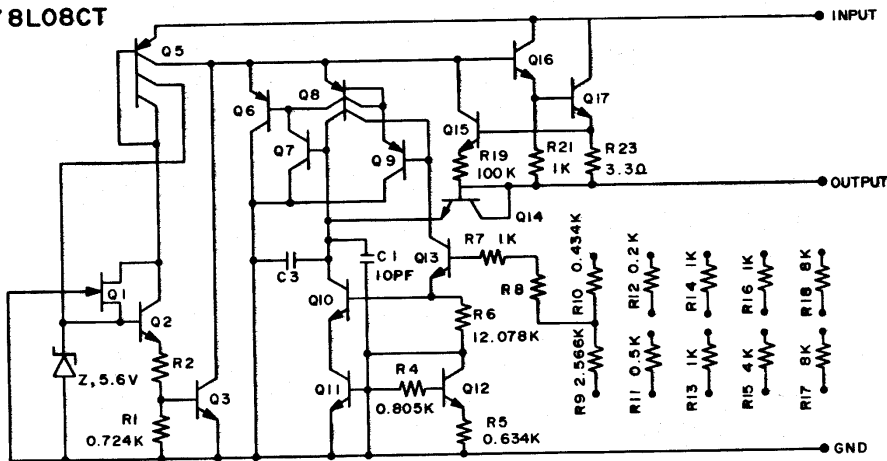 78L08CT
INPUT
Q5
Q16
Q6
Q8
Q17
Q7
Q15
Q9
R19
100K
R21
1K
R23
3.3Ω
OUTPUT
Q14
Q1
C3
C1
10PF
Q13
R7 1K
R8
R10 0.434K
R12 0.2K
R14 1K
R16 1K
R18 8K
Q2
Q10
R6
12.078K
Z, 5.6V
R2
Q3
Q11
R4
0.805K
Q12
R9 2.566K
R11 0.5K
R13 1K
R15 4K
R17 8K
R1
0.724K
R5
0.634K
GND